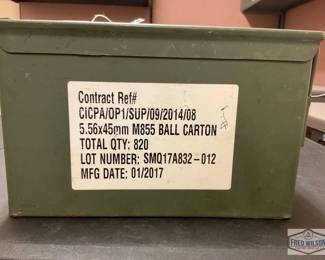 Contract Ref#
CICPA/OP1/SUP/09/2014/08
5.56x45mm M855 BALL CARTON
TOTAL QTY: 820
LOT NUMBER: SMQ17A832-012
MFG DATE: 01/2017
FRED WILSON